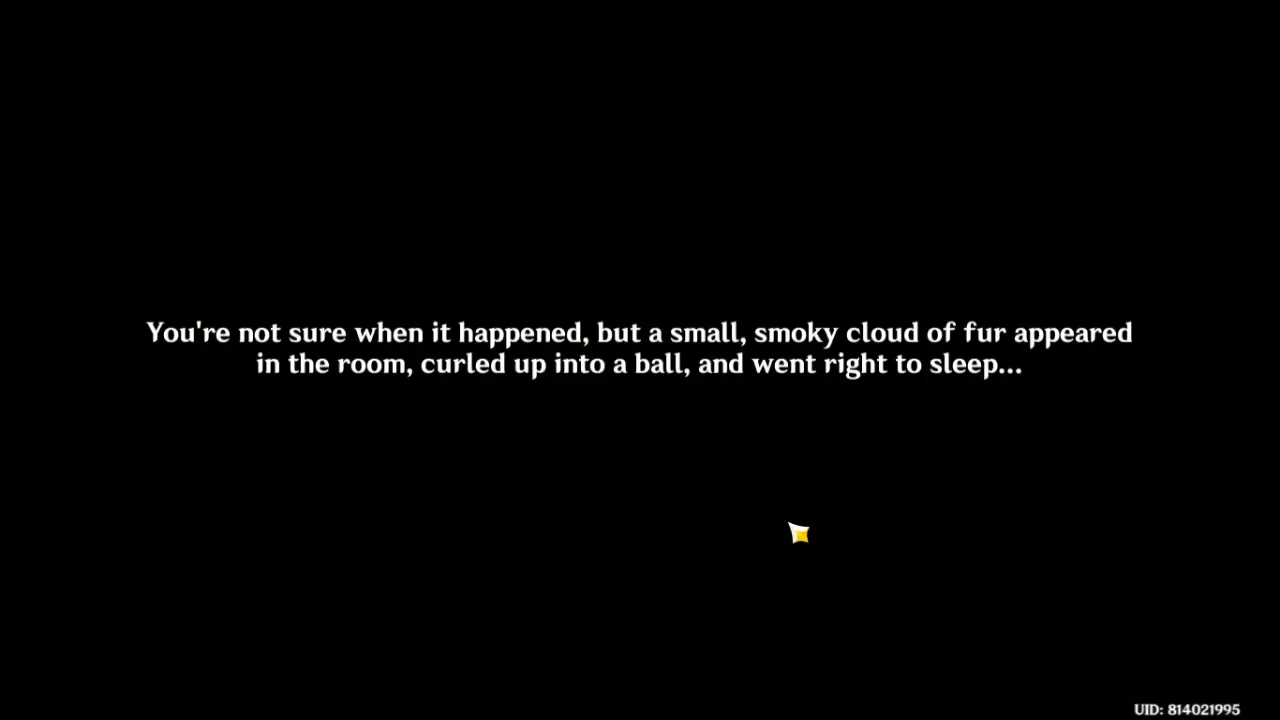 You're not sure when it happened, but a small, smoky cloud of fur appeared
in the room, curled up into a ball, and went right to sleep...
UID: 814021995